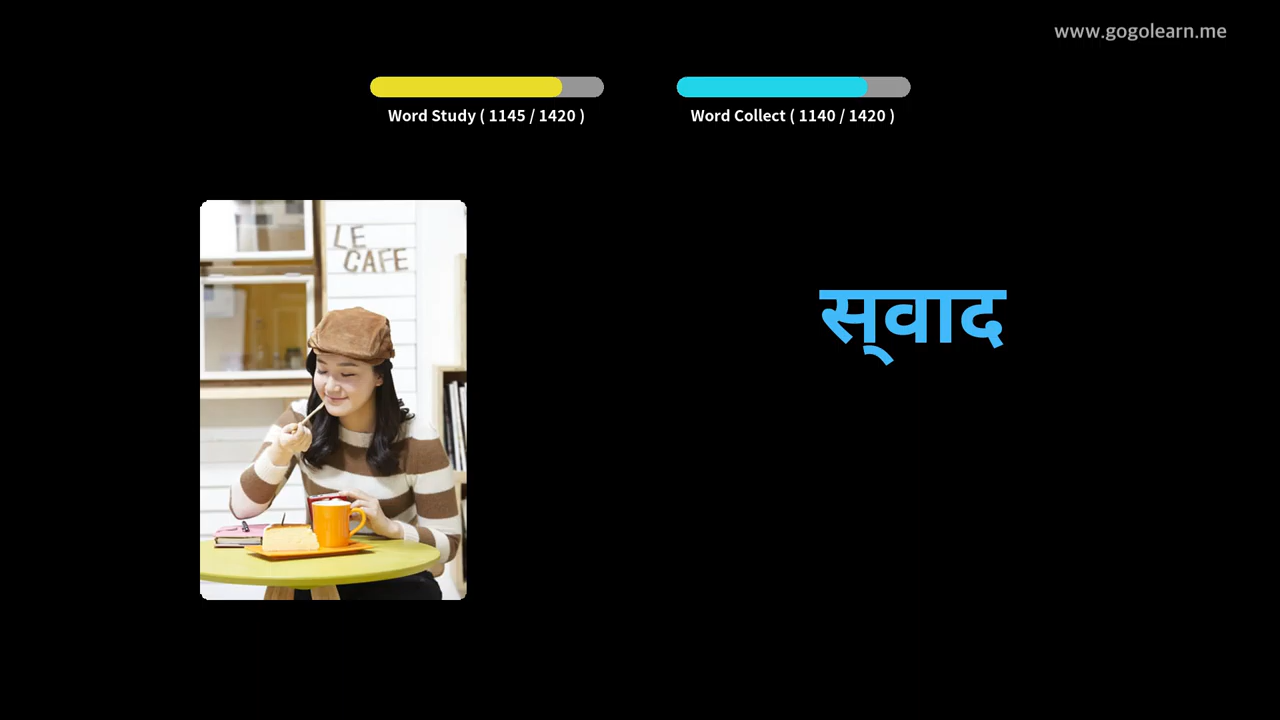 www.gogolearn.me
Word Study ( 1145 / 1420 )
Word Collect ( 1140 / 1420 )
LE
CAFE
स्‌वाद